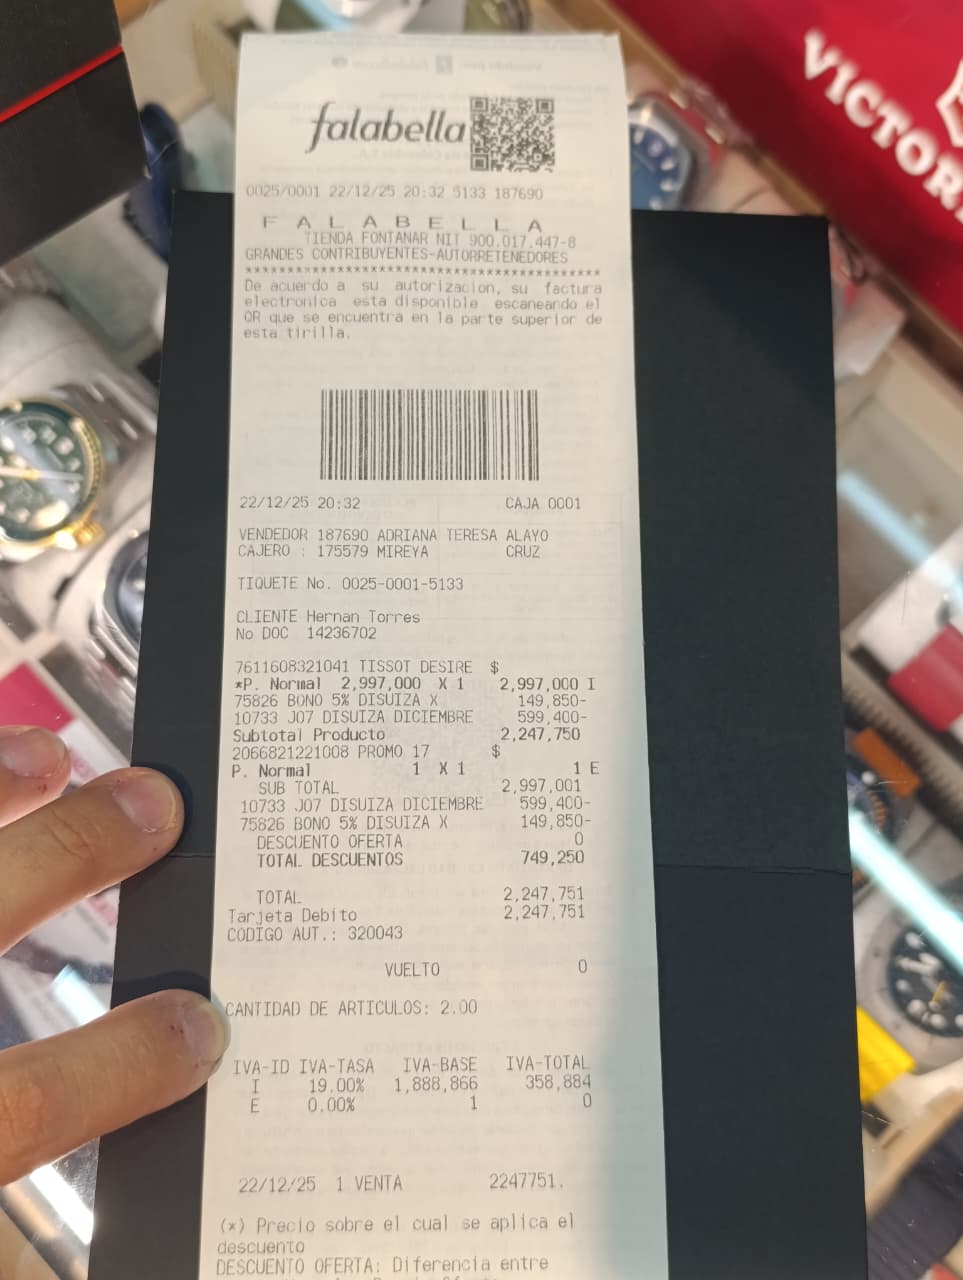 falabella
0025/0001 22/12/25 20:32 5133 187690
F A L A B E L L A
TIENDA FONTANAR NIT 900.017.447-8
GRANDES CONTRIBUYENTES-AUTORRETENEDORES
******************************************
De acuerdo a su autorizacion, su factura
electronica esta disponible escaneando el
QR que se encuentra en la parte superior de
esta tirilla.
22/12/25 20:32 CAJA 0001
VENDEDOR 187690 ADRIANA TERESA ALAYO
CAJERO : 175579 MIREYA CRUZ
TIQUETE No. 0025-0001-5133
CLIENTE Hernan Torres
No DOC 14236702
7611608321041 TISSOT DESIRE $
*P. Normal 2,997,000 X 1 2,997,000 I
75826 BONO 5% DISUIZA X 149,850-
10733 J07 DISUIZA DICIEMBRE 599,400-
Subtotal Producto 2,247,750
2066821221008 PROMO 17 $
P. Normal 1 X 1 1 E
SUB TOTAL 2,997,001
10733 J07 DISUIZA DICIEMBRE 599,400-
75826 BONO 5% DISUIZA X 149,850-
DESCUENTO OFERTA 0
TOTAL DESCUENTOS 749,250
TOTAL 2,247,751
Tarjeta Debito 2,247,751
CODIGO AUT.: 320043
VUELTO 0
CANTIDAD DE ARTICULOS: 2.00
IVA-ID IVA-TASA IVA-BASE IVA-TOTAL
I 19.00% 1,888,866 358,884
E 0.00% 1 0
22/12/25 1 VENTA 2247751.
(*) Precio sobre el cual se aplica el
descuento
DESCUENTO OFERTA: Diferencia entre
VICTOR